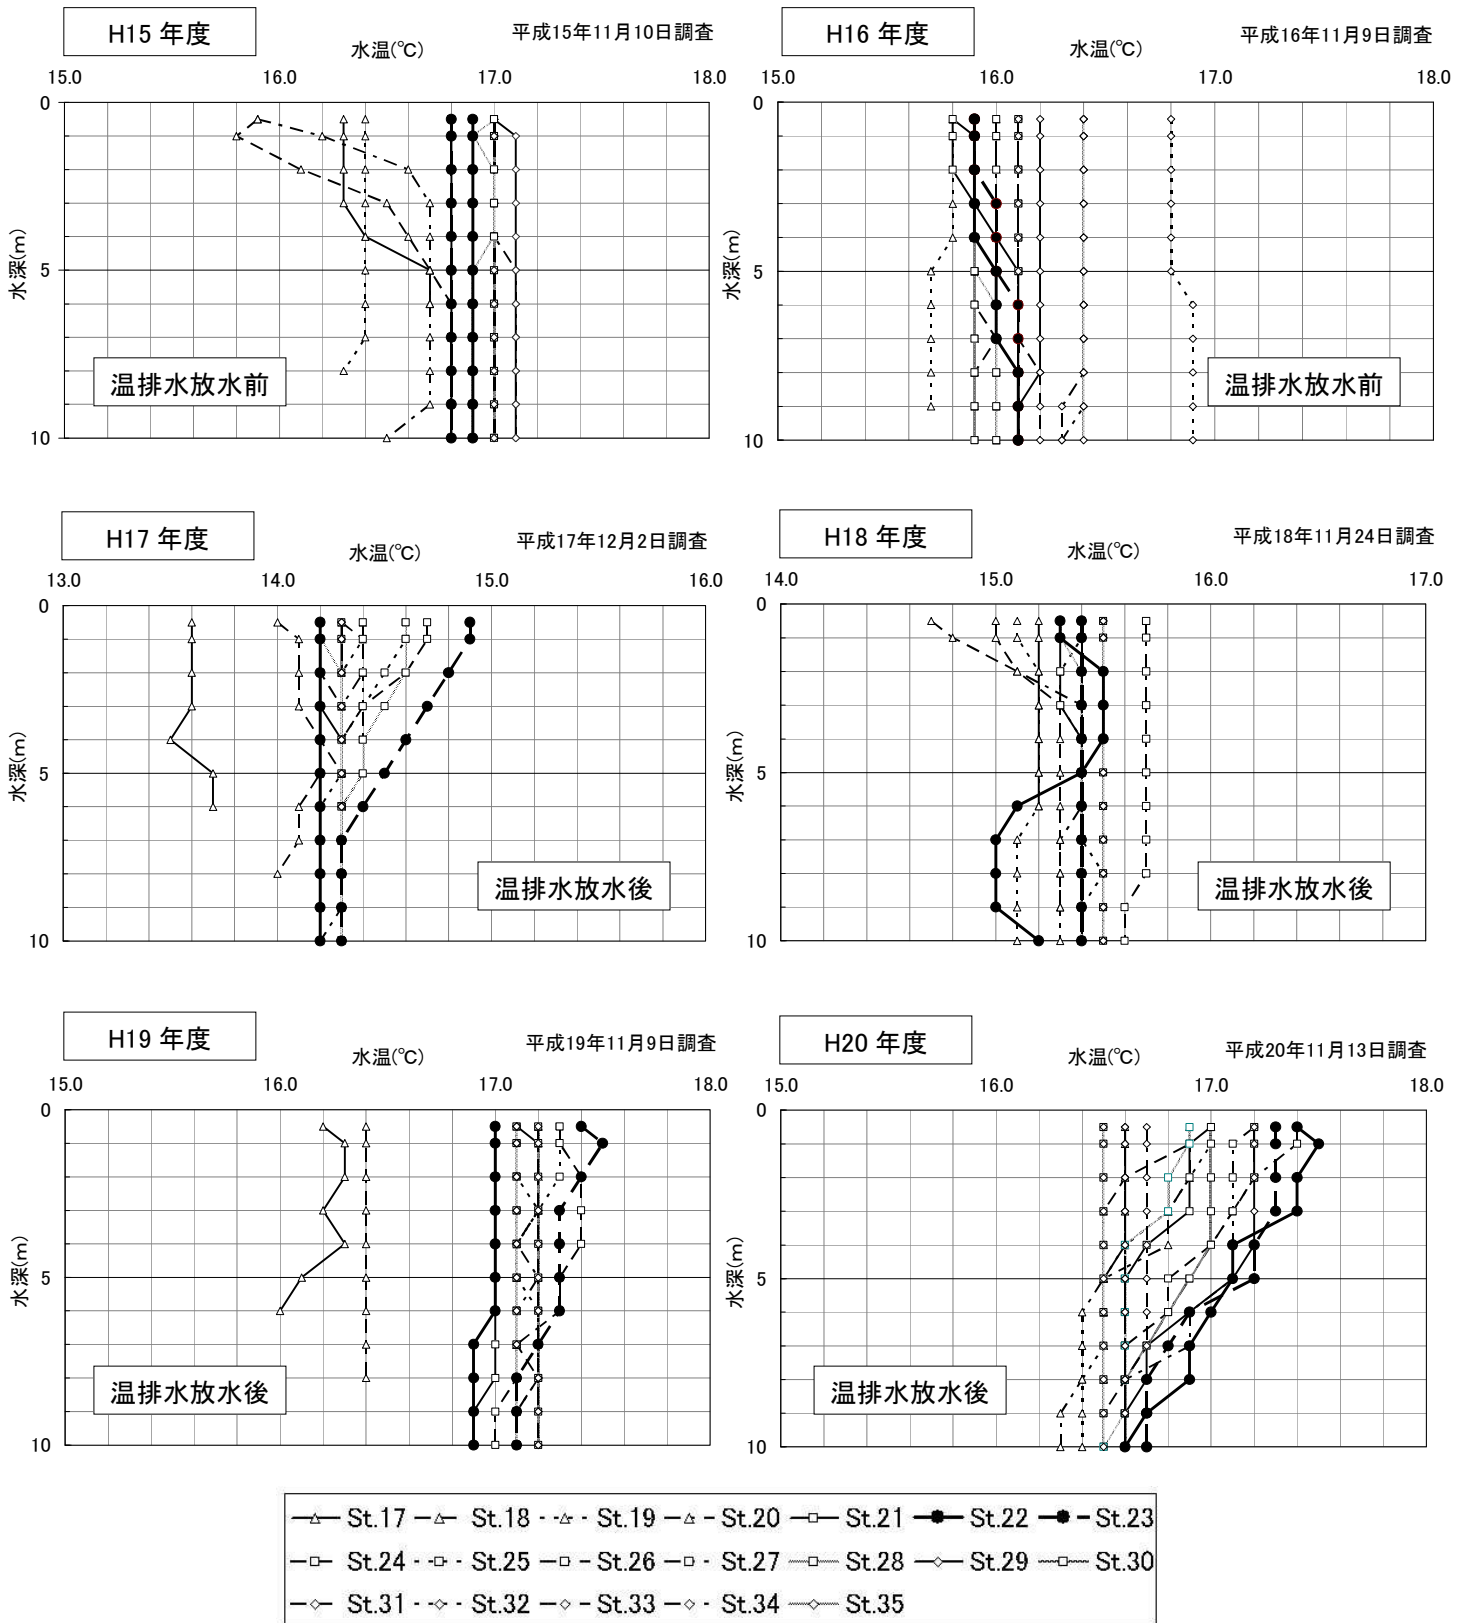 H15 年度
平成15年11月10日調査
水温(℃)
15.0 16.0 17.0 18.0
0
5
10
水深(m)
温排水放水前
H16 年度
平成16年11月9日調査
水温(℃)
15.0 16.0 17.0 18.0
0
5
10
水深(m)
温排水放水前
H17 年度
平成17年12月2日調査
水温(℃)
13.0 14.0 15.0 16.0
0
5
10
水深(m)
温排水放水後
H18 年度
平成18年11月24日調査
水温(℃)
14.0 15.0 16.0 17.0
0
5
10
水深(m)
温排水放水後
H19 年度
平成19年11月9日調査
水温(℃)
15.0 16.0 17.0 18.0
0
5
10
水深(m)
温排水放水後
H20 年度
平成20年11月13日調査
水温(℃)
15.0 16.0 17.0 18.0
0
5
10
水深(m)
温排水放水後
St.17 St.18 St.19 St.20 St.21 St.22 St.23
St.24 St.25 St.26 St.27 St.28 St.29 St.30
St.31 St.32 St.33 St.34 St.35